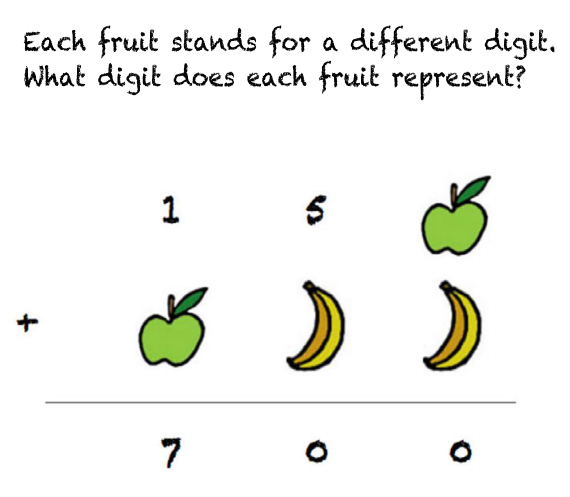 Each fruit stands for a different digit.
What digit does each fruit represent?
1 5
+
7 0 0